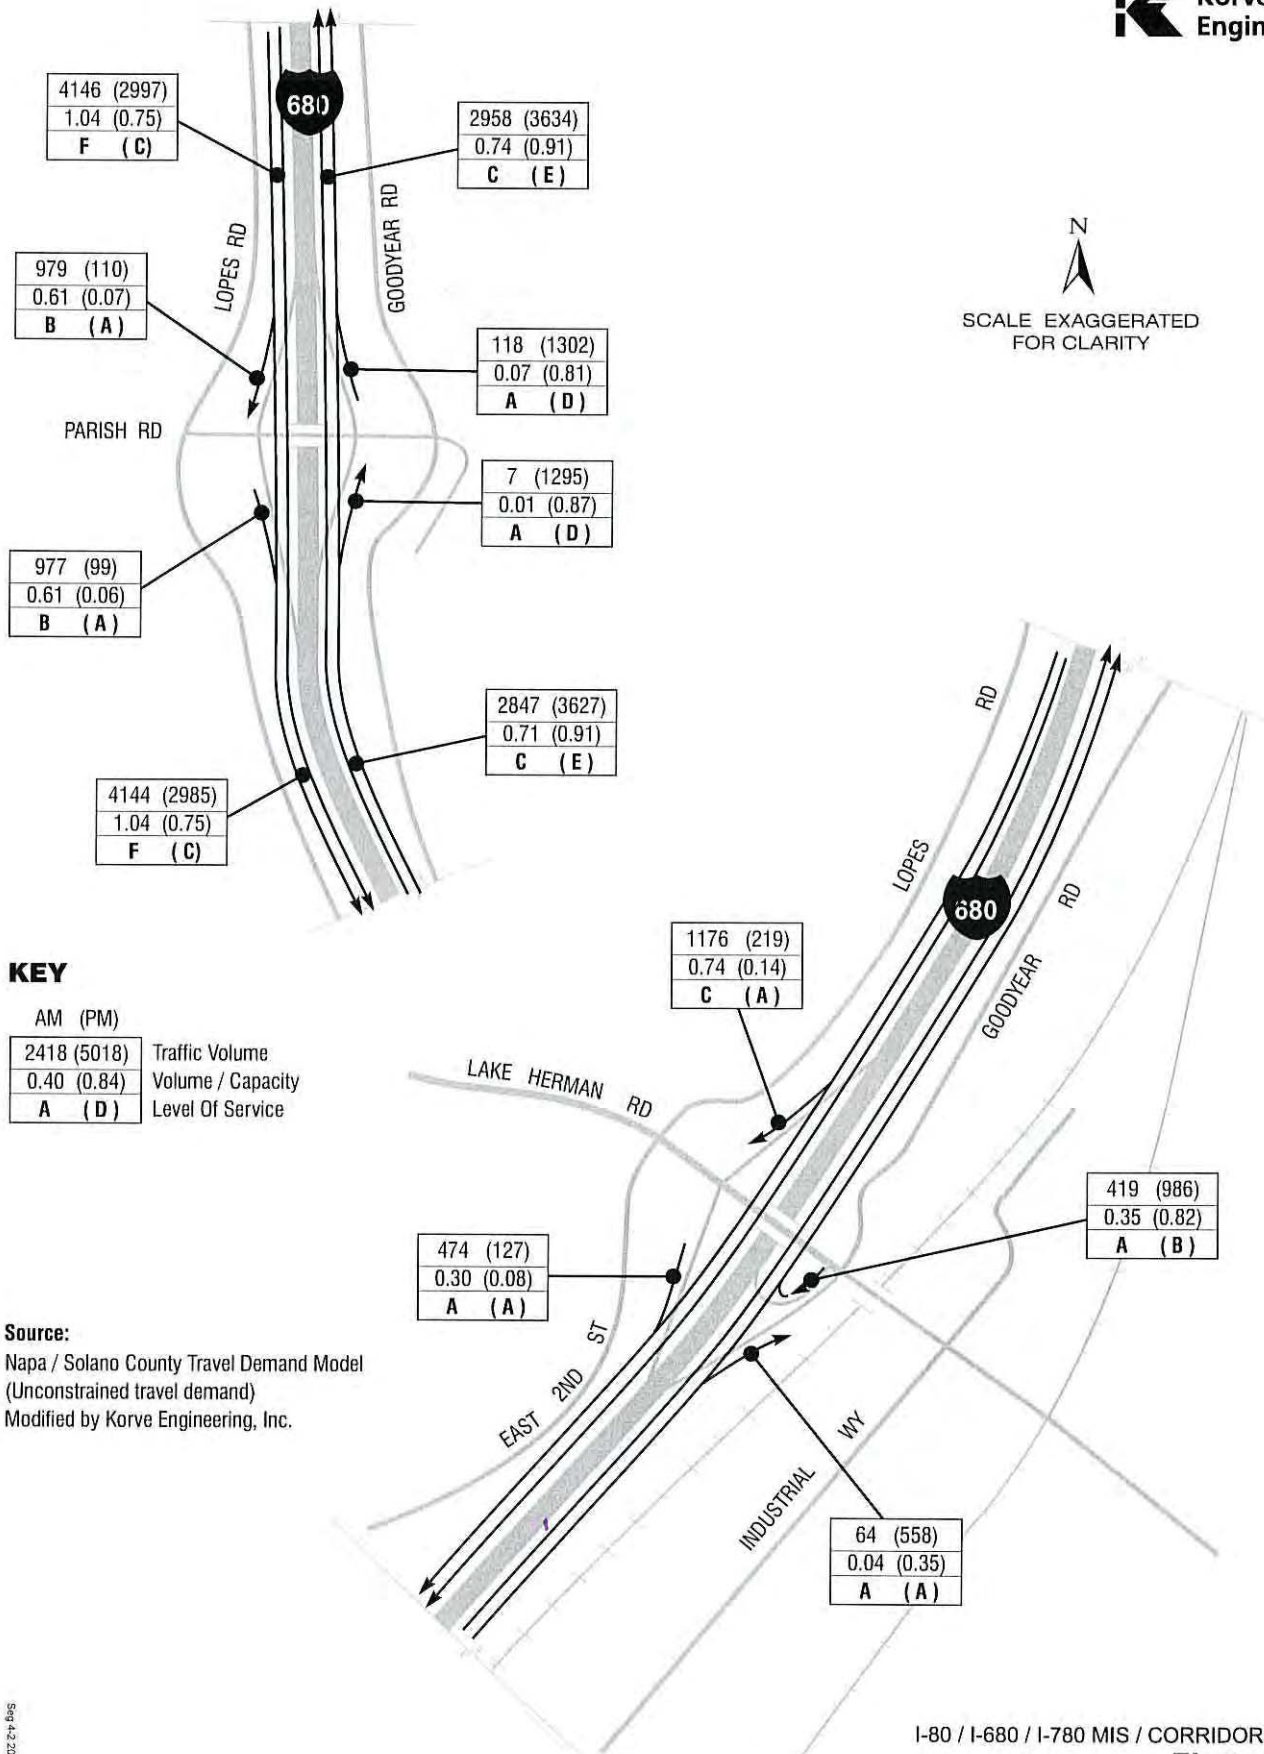 Engin
680
4146 (2997)
1.04 (0.75)
F (C)
2958 (3634)
0.74 (0.91)
C (E)
LOPES RD
GOODYEAR RD
979 (110)
0.61 (0.07)
B (A)
118 (1302)
0.07 (0.81)
A (D)
N
SCALE EXAGGERATED
FOR CLARITY
PARISH RD
7 (1295)
0.01 (0.87)
A (D)
977 (99)
0.61 (0.06)
B (A)
2847 (3627)
0.71 (0.91)
C (E)
4144 (2985)
1.04 (0.75)
F (C)
LOPES RD
680
GOODYEAR RD
1176 (219)
0.74 (0.14)
C (A)
KEY
AM (PM)
2418 (5018) Traffic Volume
0.40 (0.84) Volume / Capacity
A (D) Level Of Service
LAKE HERMAN RD
419 (986)
0.35 (0.82)
A (B)
474 (127)
0.30 (0.08)
A (A)
EAST 2ND ST
INDUSTRIAL WY
64 (558)
0.04 (0.35)
A (A)
Source:
Napa / Solano County Travel Demand Model
(Unconstrained travel demand)
Modified by Korve Engineering, Inc.
Seg 4-2 20
I-80 / I-680 / I-780 MIS / CORRIDOR